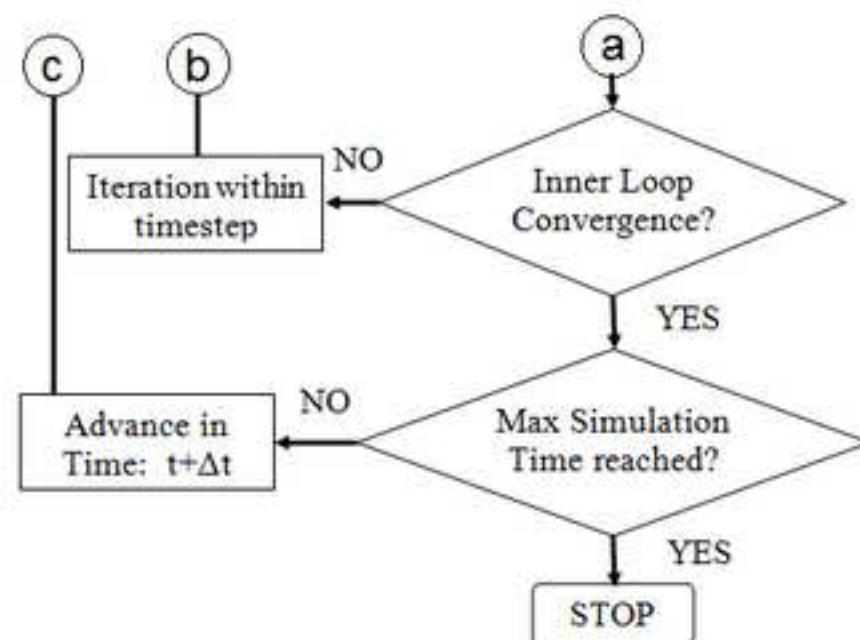 c
b
a
NO
Iteration within
timestep
Inner Loop
Convergence?
YES
NO
Advance in
Time: t+Δt
Max Simulation
Time reached?
YES
STOP